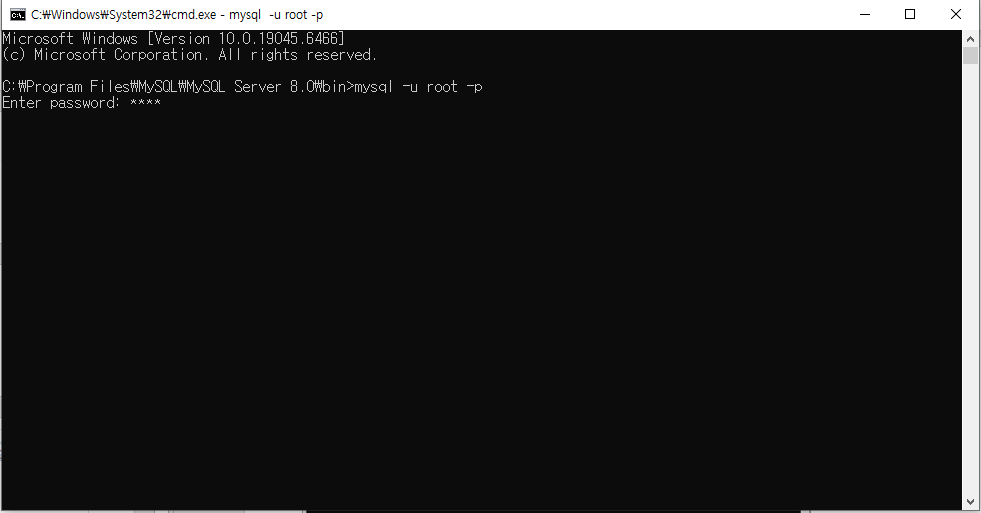 C:₩Windows₩System32₩cmd.exe - mysql  -u root -p
Microsoft Windows [Version 10.0.19045.6466]
(c) Microsoft Corporation. All rights reserved.
C:₩Program Files₩MySQL₩MySQL Server 8.0₩bin>mysql -u root -p
Enter password: ****